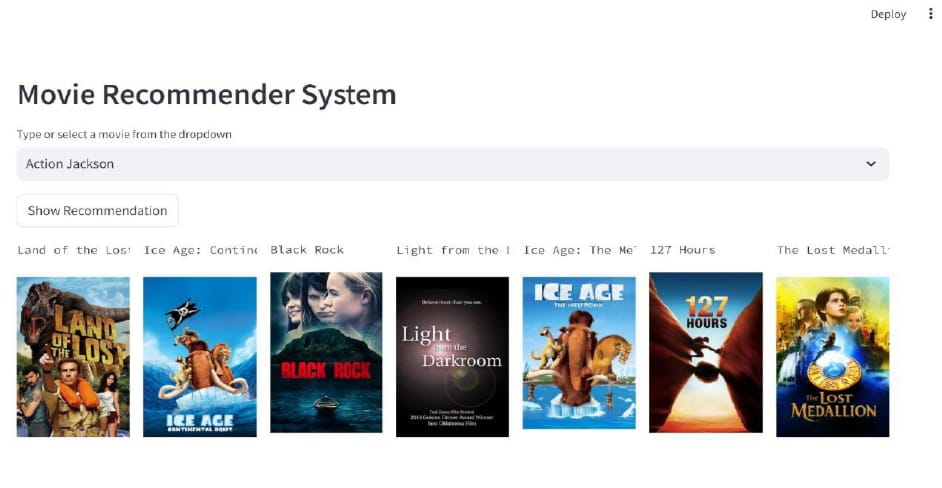 Deploy
Movie Recommender System
Type or select a movie from the dropdown
Action Jackson
Show Recommendation
Land of the Lost
Ice Age: Contine
Black Rock
Light from the D
Ice Age: The Mel
127 Hours
The Lost Medalli
LAND
OF
THE LOST
ICE AGE
CONTINENTAL DRIFT
BLACK ROCK
Believe more than you see.
Light
from the
Darkroom
ICE AGE
THE MELTDOWN
127
HOURS
The LOST
MEDALLION